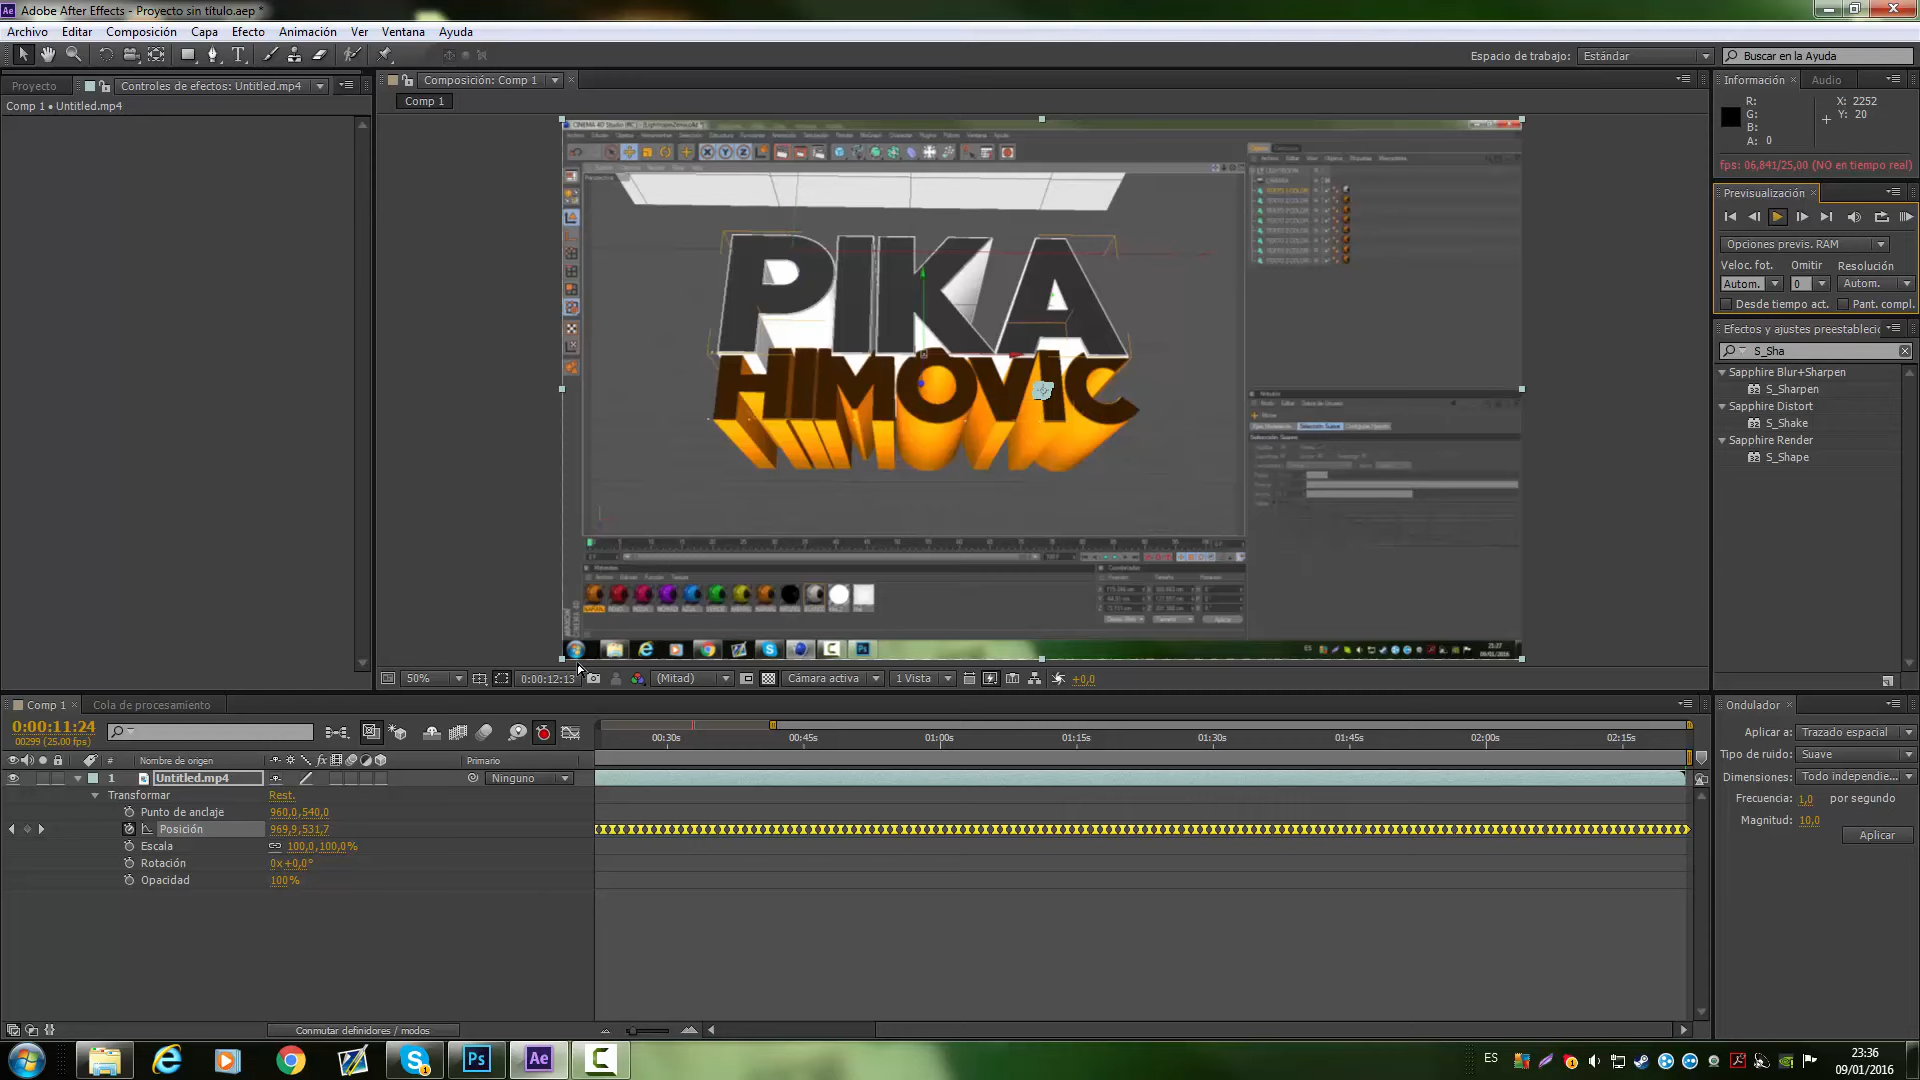 Adobe After Effects - Proyecto sin título.aep *
Archivo Editar Composición Capa Efecto Animación Ver Ventana Ayuda
Espacio de trabajo: Estándar Buscar en la Ayuda
Proyecto Controles de efectos: Untitled.mp4 Composición: Comp 1 Información Audio
Comp 1 • Untitled.mp4
Comp 1
R:
G:
B:
A: 0
X: 2252
Y: 20
fps: 06,841/25,00 (NO en tiempo real)
Previsualización
Opciones previs. RAM
Veloc. fot. Omitir Resolución
Autom. 0 Autom.
Desde tiempo act. Pant. compl.
Efectos y ajustes preestableci
S_Sha
Sapphire Blur+Sharpen
S_Sharpen
Sapphire Distort
S_Shake
Sapphire Render
S_Shape
PIKA
HIMOVIC
50% 0:00:12:13 (Mitad) Cámara activa 1 Vista +0,0
Comp 1 Cola de procesamiento
0:00:11:24
00299 (25.00 fps)
00:30s 00:45s 01:00s 01:15s 01:30s 01:45s 02:00s 02:15s
# Nombre de origen Primario
1 Untitled.mp4 Ninguno
Transformar Rest.
Punto de anclaje 960,0,540,0
Posición 969,9,531,7
Escala 100,0,100,0%
Rotación 0x+0,0°
Opacidad 100%
Conmutar definidores / modos
Ondulador
Aplicar a: Trazado espacial
Tipo de ruido: Suave
Dimensiones: Todo independie...
Frecuencia: 1,0 por segundo
Magnitud: 10,0
Aplicar
ES
23:36
09/01/2016